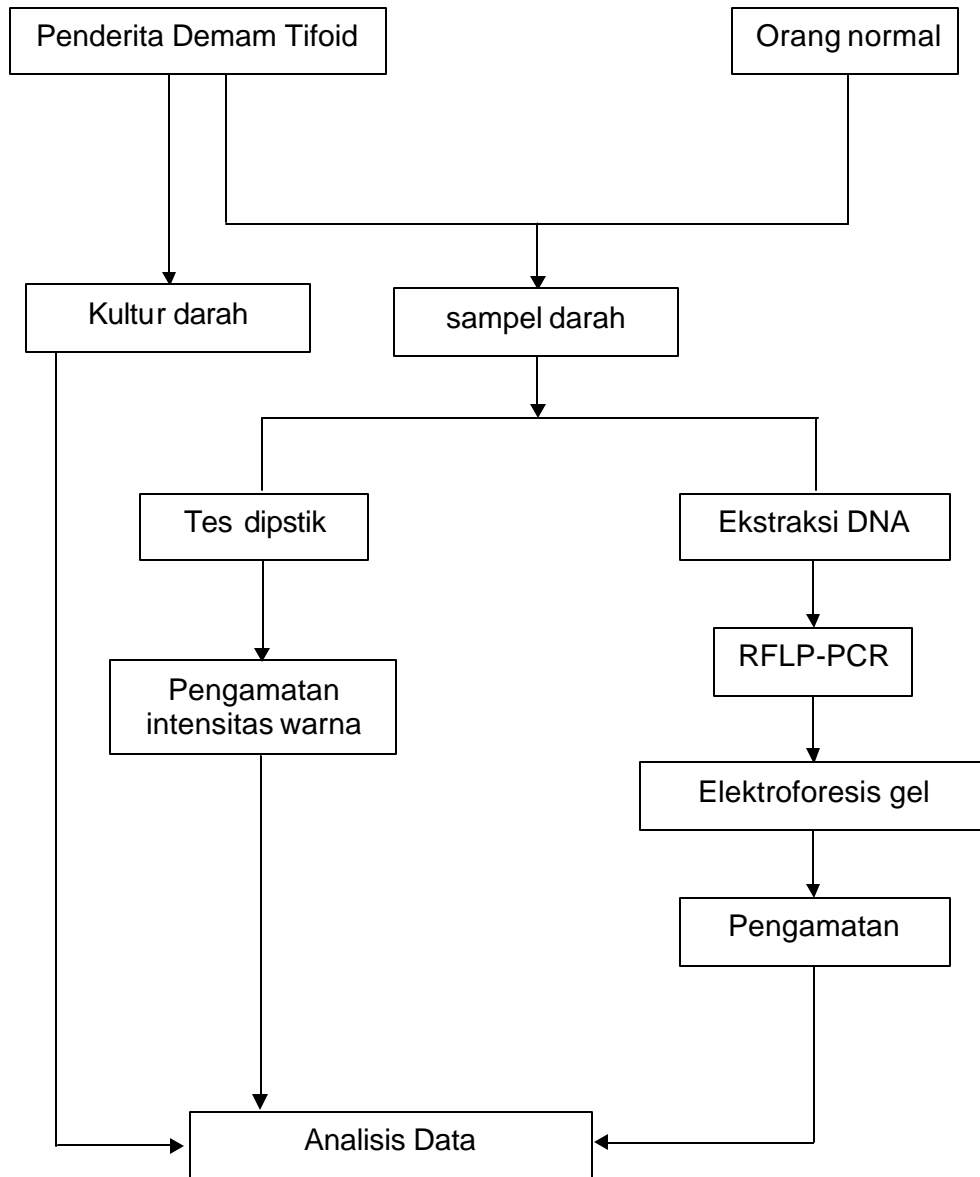 Penderita Demam Tifoid
Orang normal
Kultur darah
sampel darah
Tes dipstik
Ekstraksi DNA
RFLP-PCR
Pengamatan
intensitas warna
Elektroforesis gel
Pengamatan
Analisis Data